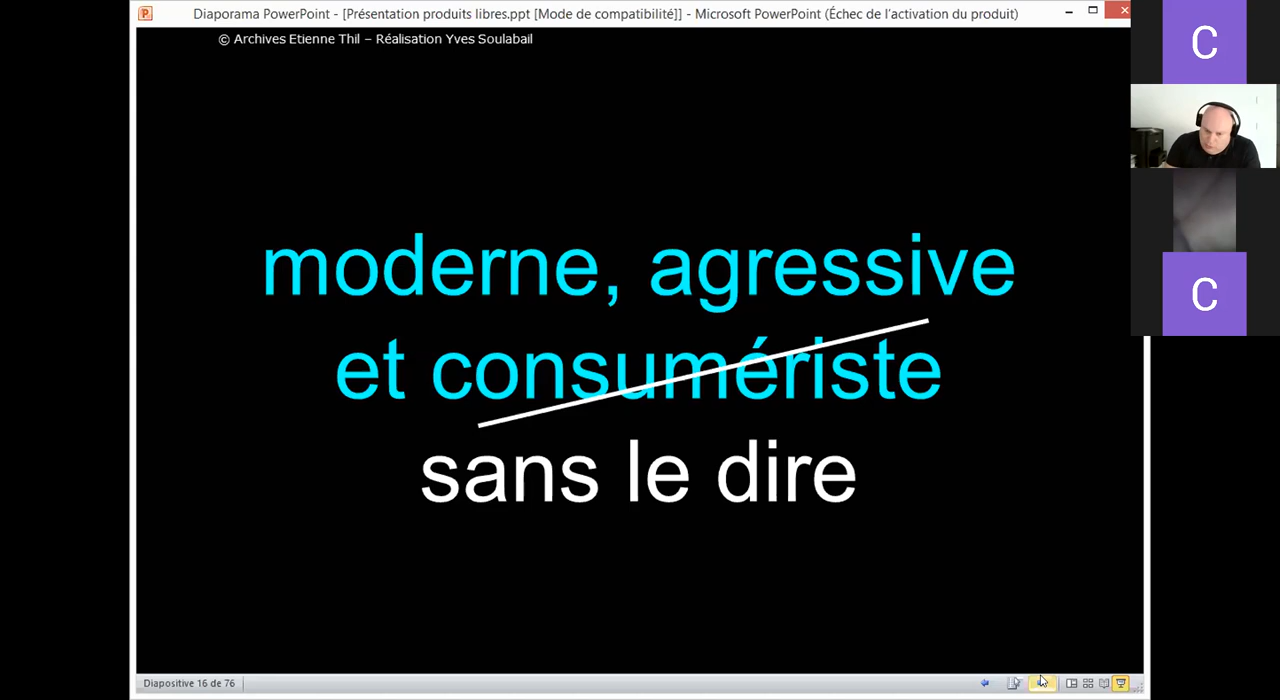 Diaporama PowerPoint - [Présentation produits libres.ppt [Mode de compatibilité]] - Microsoft PowerPoint (Échec de l'activation du produit)
© Archives Etienne Thil – Réalisation Yves Soulabail
C
moderne, agressive
et consumériste
sans le dire
C
Diapositive 16 de 76